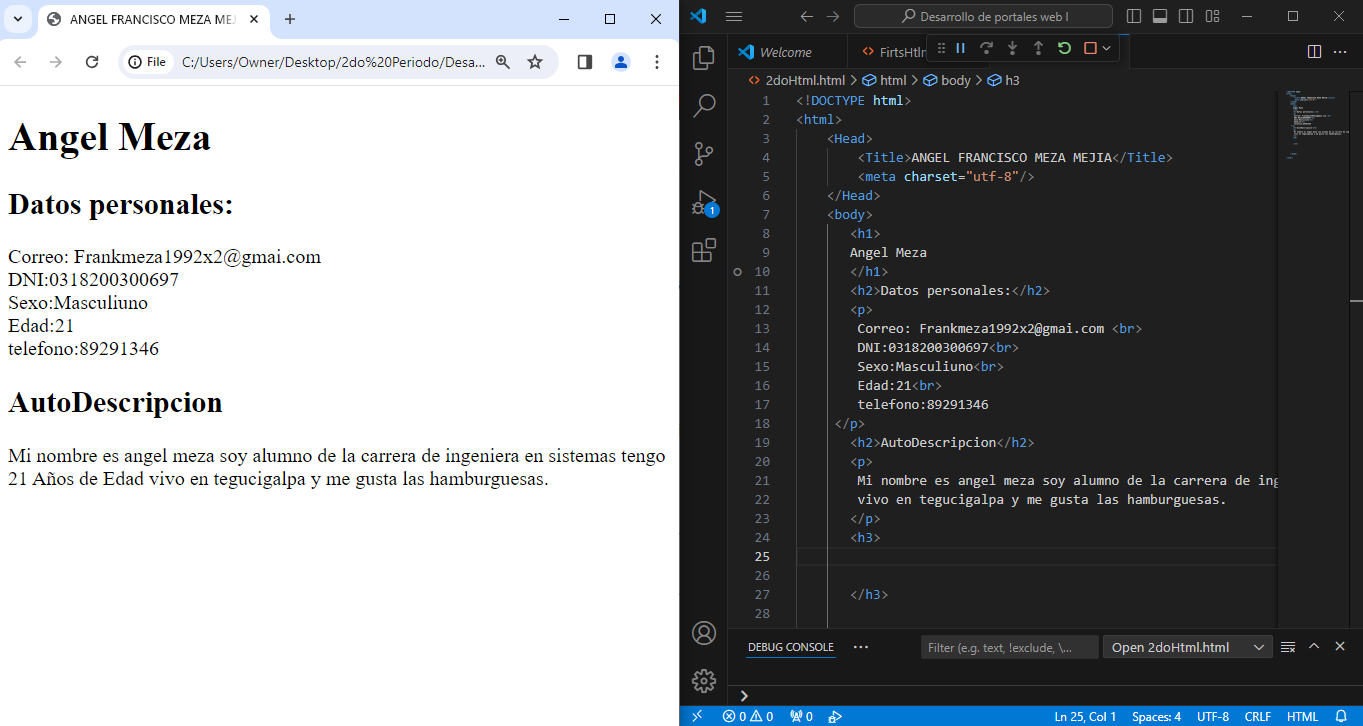 ANGEL FRANCISCO MEZA MEJ
File
C:/Users/Owner/Desktop/2do%20Periodo/Desa...
Angel Meza
Datos personales:
Correo: Frankmeza1992x2@gmai.com
DNI:0318200300697
Sexo:Masculiuno
Edad:21
telefono:89291346
AutoDescripcion
Mi nombre es angel meza soy alumno de la carrera de ingeniera en sistemas tengo
21 Años de Edad vivo en tegucigalpa y me gusta las hamburguesas.
Desarrollo de portales web I
Welcome
<> FirtsHtln
<> 2doHtml.html > html > body > h3
1 <!DOCTYPE html>
2 <html>
3 <Head>
4 <Title>ANGEL FRANCISCO MEZA MEJIA</Title>
5 <meta charset="utf-8"/>
6 </Head>
7 <body>
8 <h1>
9 Angel Meza
10 </h1>
11 <h2>Datos personales:</h2>
12 <p>
13 Correo: Frankmeza1992x2@gmai.com <br>
14 DNI:0318200300697<br>
15 Sexo:Masculiuno<br>
16 Edad:21<br>
17 telefono:89291346
18 </p>
19 <h2>AutoDescripcion</h2>
20 <p>
21 Mi nombre es angel meza soy alumno de la carrera de ing
22 vivo en tegucigalpa y me gusta las hamburguesas.
23 </p>
24 <h3>
25
26
27 </h3>
28
1
DEBUG CONSOLE
Filter (e.g. text, !exclude, \...
Open 2doHtml.html
0 0 0
Ln 25, Col 1 Spaces: 4 UTF-8 CRLF HTML